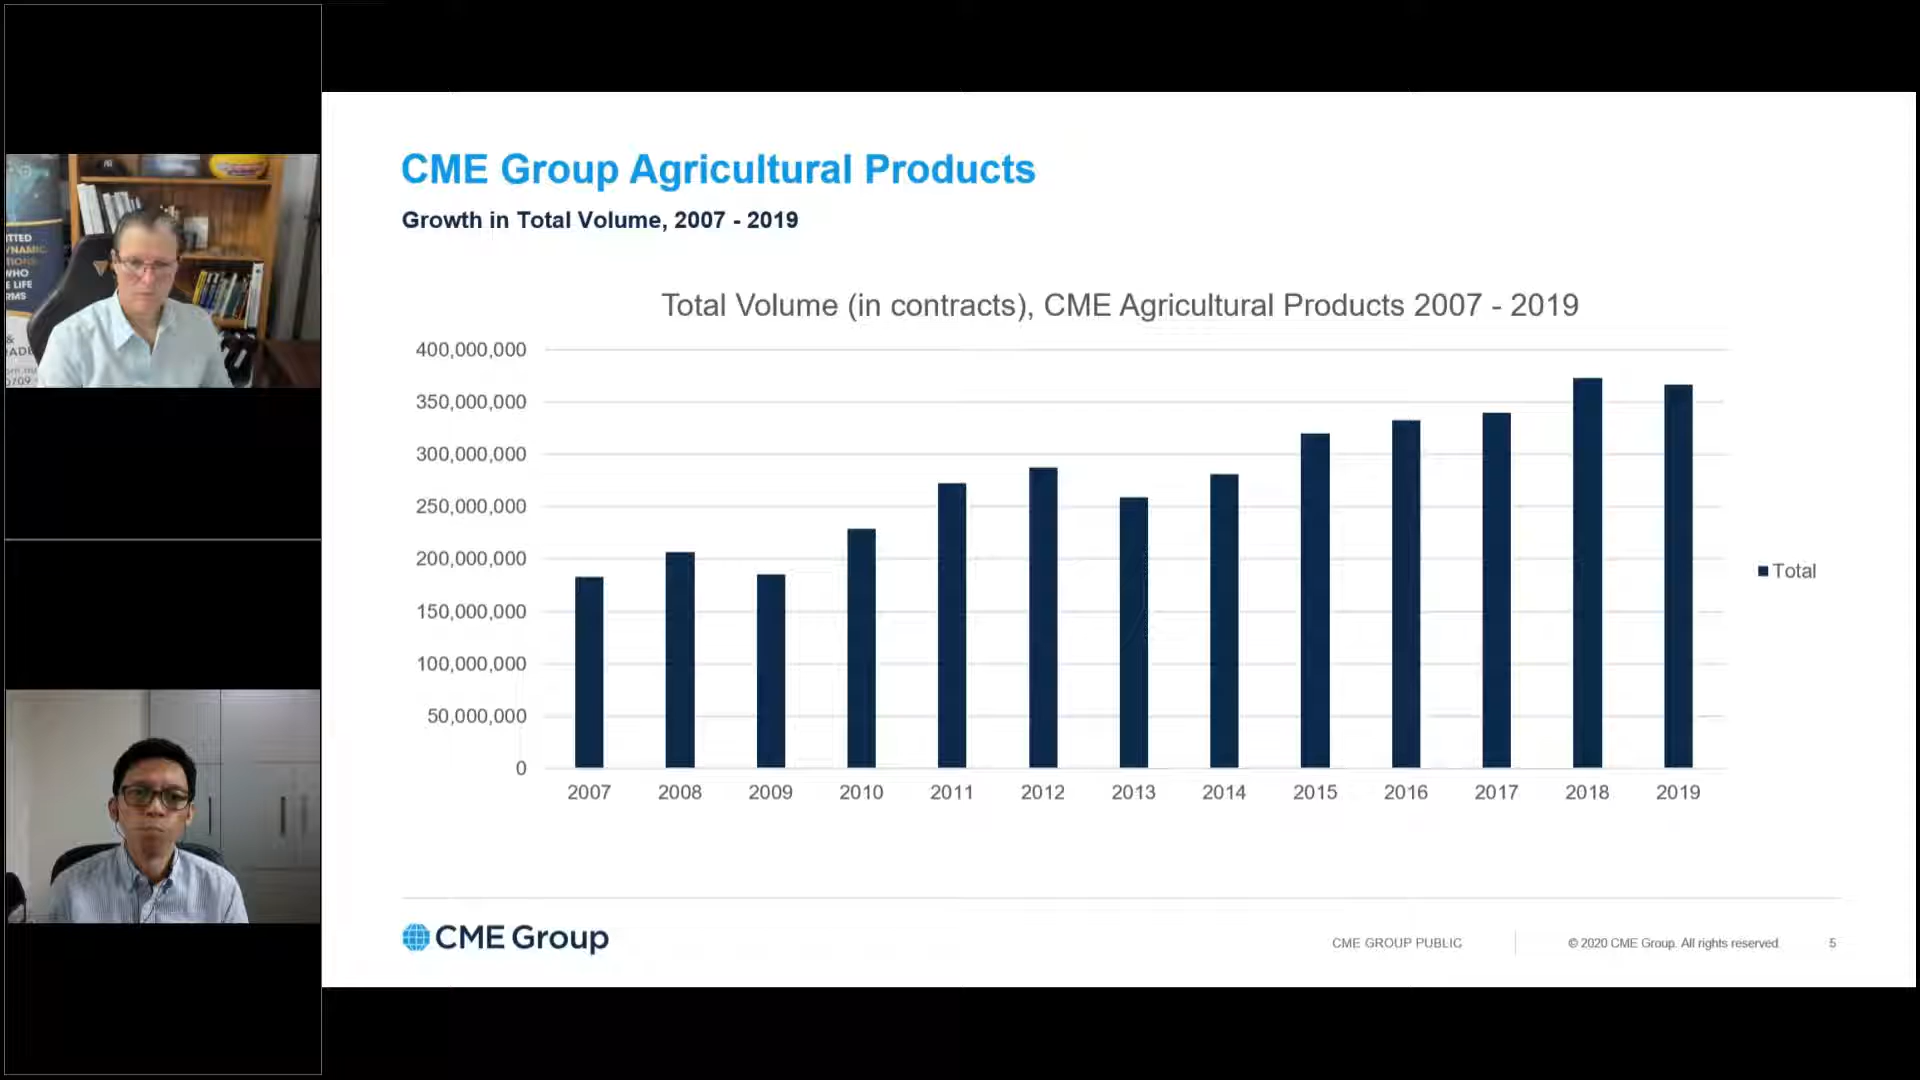 CME Group Agricultural Products
Growth in Total Volume, 2007 - 2019
Total Volume (in contracts), CME Agricultural Products 2007 - 2019
400,000,000
350,000,000
300,000,000
250,000,000
200,000,000
150,000,000
100,000,000
50,000,000
0
2007 2008 2009 2010 2011 2012 2013 2014 2015 2016 2017 2018 2019
Total
CME Group
CME GROUP PUBLIC
© 2020 CME Group. All rights reserved.
5
WHO
LIFE